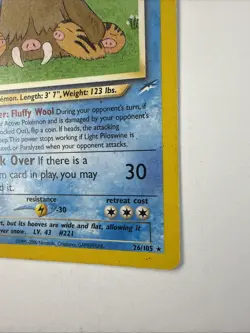 émon. Length: 3' 7", Weight: 123 lbs.
er: Fluffy Wool During your opponent's turn, if
Active Pokémon and is damaged by your opponent's
ocked Out), flip a coin. If heads, the attacking
This power stops working if Light Piloswine is
or Paralyzed when your opponent attacks.
k Over If there is a
m card in play, you may 30
d it.
resistance retreat cost
-30
t, but its hooves are wide and flat, allowing it
ver snow. LV. 43 #221
26/105